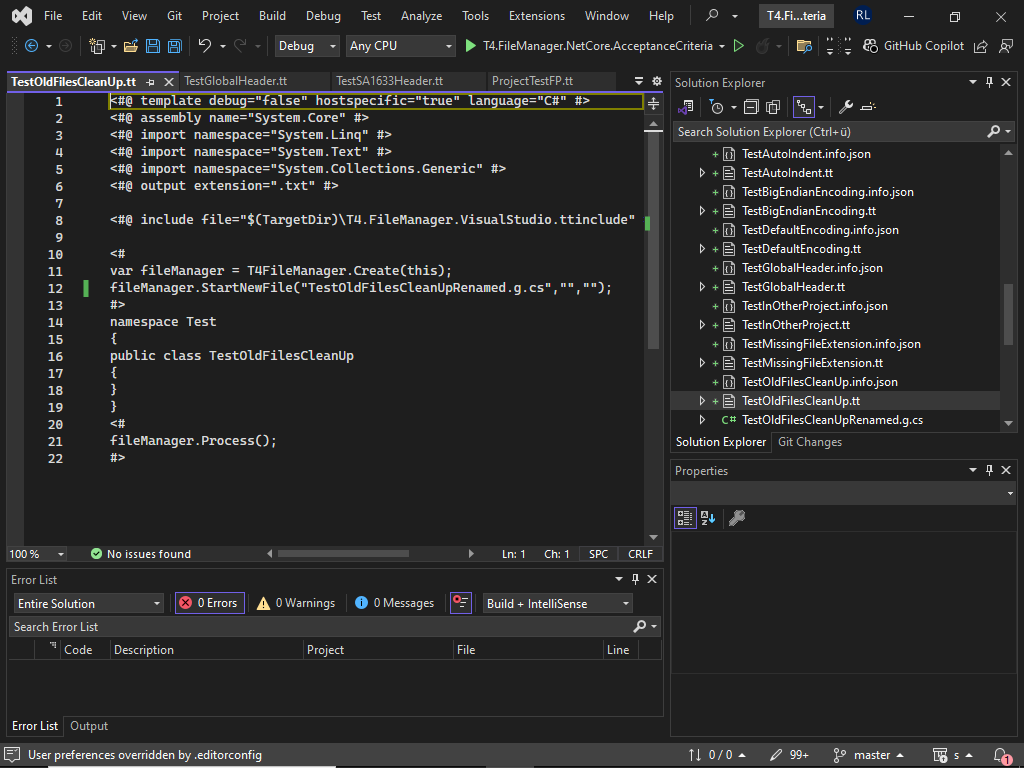 File Edit View Git Project Build Debug Test Analyze Tools Extensions Window Help T4.Fi...teria RL
Debug Any CPU T4.FileManager.NetCore.AcceptanceCriteria GitHub Copilot
TestOldFilesCleanUp.tt TestGlobalHeader.tt TestSA1633Header.tt ProjectTestFP.tt
1 <#@ template debug="false" hostspecific="true" language="C#" #>
2 <#@ assembly name="System.Core" #>
3 <#@ import namespace="System.Linq" #>
4 <#@ import namespace="System.Text" #>
5 <#@ import namespace="System.Collections.Generic" #>
6 <#@ output extension=".txt" #>
7
8 <#@ include file="$(TargetDir)\T4.FileManager.VisualStudio.ttinclude"
9
10 <#
11 var fileManager = T4FileManager.Create(this);
12 fileManager.StartNewFile("TestOldFilesCleanUpRenamed.g.cs","","");
13 #>
14 namespace Test
15 {
16 public class TestOldFilesCleanUp
17 {
18 }
19 }
20 <#
21 fileManager.Process();
22 #>
100 % No issues found Ln: 1 Ch: 1 SPC CRLF
Error List
Entire Solution 0 Errors 0 Warnings 0 Messages Build + IntelliSense
Search Error List
Code Description Project File Line
Error List Output
Solution Explorer
Search Solution Explorer (Ctrl+ü)
TestAutoIndent.info.json
TestAutoIndent.tt
TestBigEndianEncoding.info.json
TestBigEndianEncoding.tt
TestDefaultEncoding.info.json
TestDefaultEncoding.tt
TestGlobalHeader.info.json
TestGlobalHeader.tt
TestInOtherProject.info.json
TestInOtherProject.tt
TestMissingFileExtension.info.json
TestMissingFileExtension.tt
TestOldFilesCleanUp.info.json
TestOldFilesCleanUp.tt
C# TestOldFilesCleanUpRenamed.g.cs
Solution Explorer Git Changes
Properties
User preferences overridden by .editorconfig 0 / 0 99+ master s 1